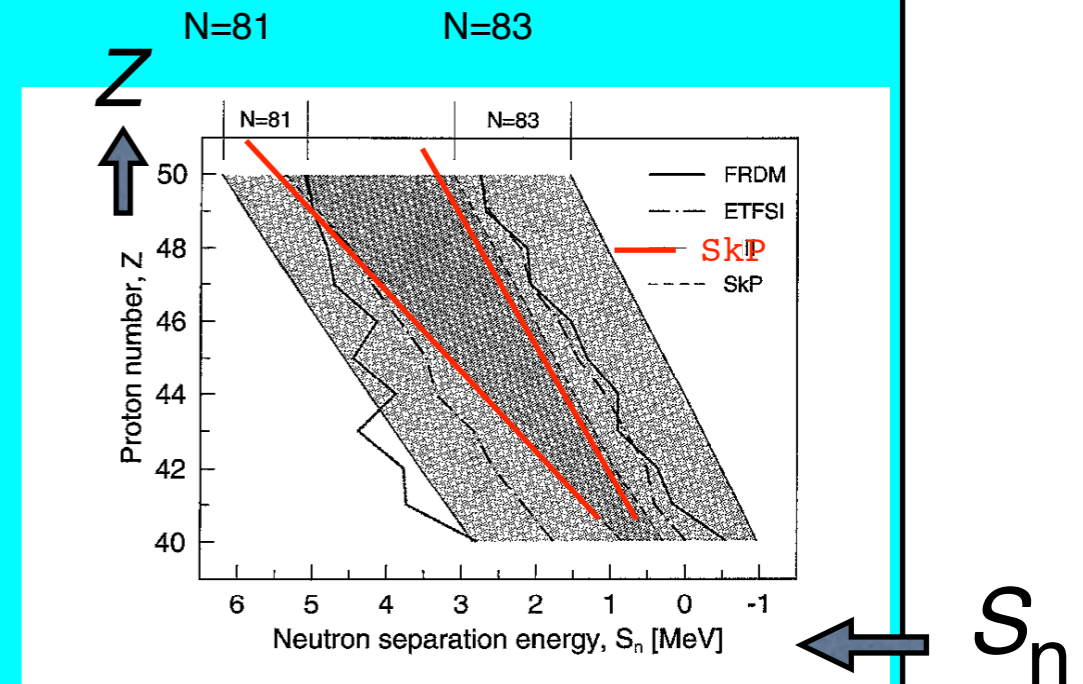 N=81 N=83
Z
N=81 N=83
50
48
46
44
42
40
Proton number, Z
FRDM
ETFSI
SkP
SkP
6 5 4 3 2 1 0 -1
Neutron separation energy, Sₙ [MeV]
Sₙ